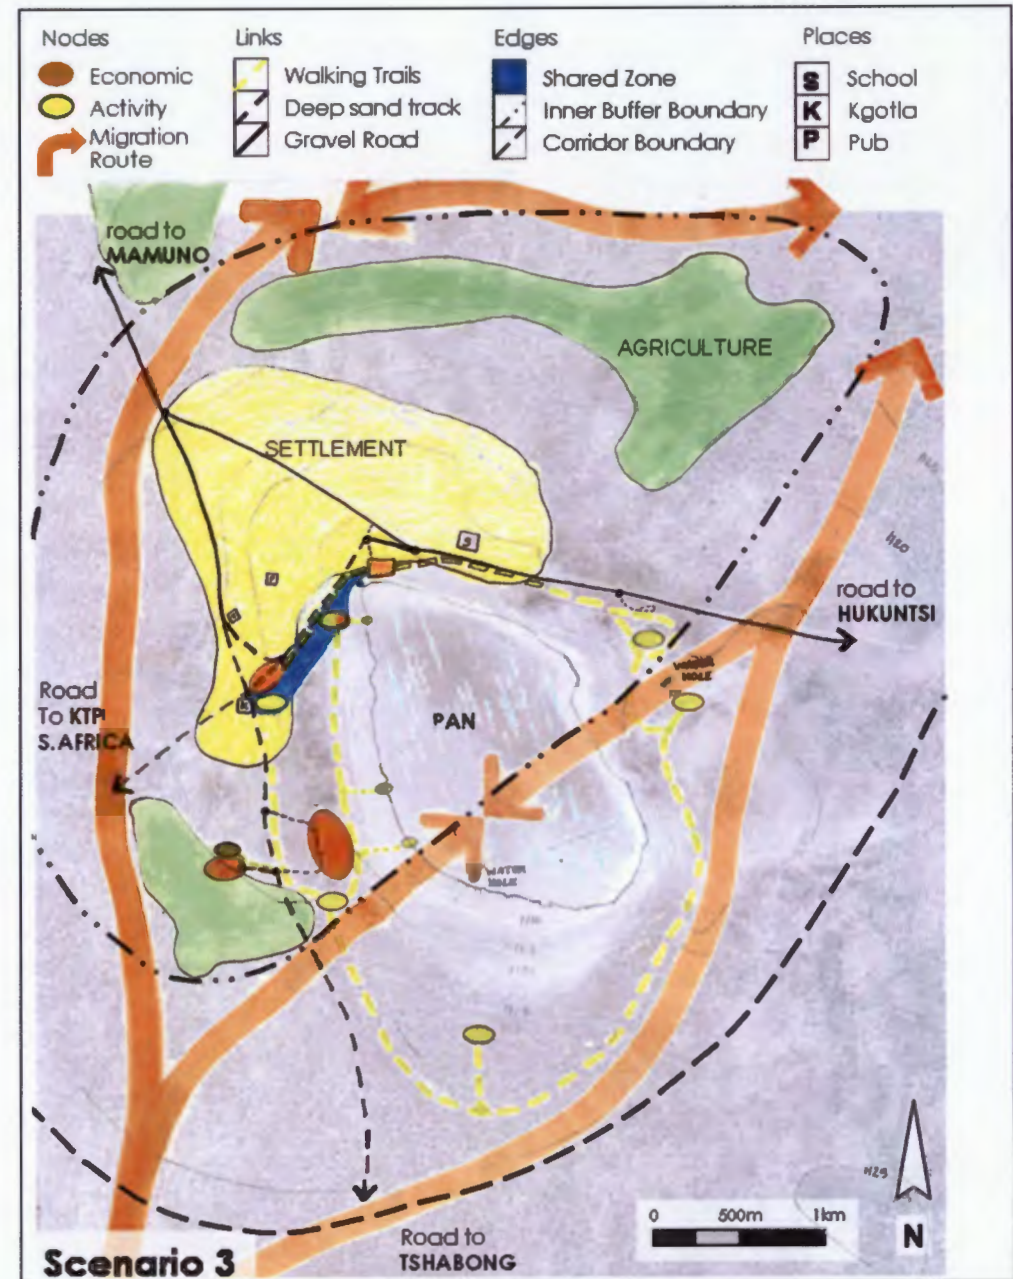 Nodes
Economic
Activity
Migration
Route
Links
Walking Trails
Deep sand track
Gravel Road
Edges
Shared Zone
Inner Buffer Boundary
Corridor Boundary
Places
S School
K Kgotla
P Pub
road to
MAMUNO
AGRICULTURE
SETTLEMENT
S
1120
road to
HUKUNTSI
WATER
HOLE
Road
To KTP
S.AFRICA
K
PAN
WATER
HOLE
1125
0 500m 1km
N
Road to
TSHABONG
Scenario 3